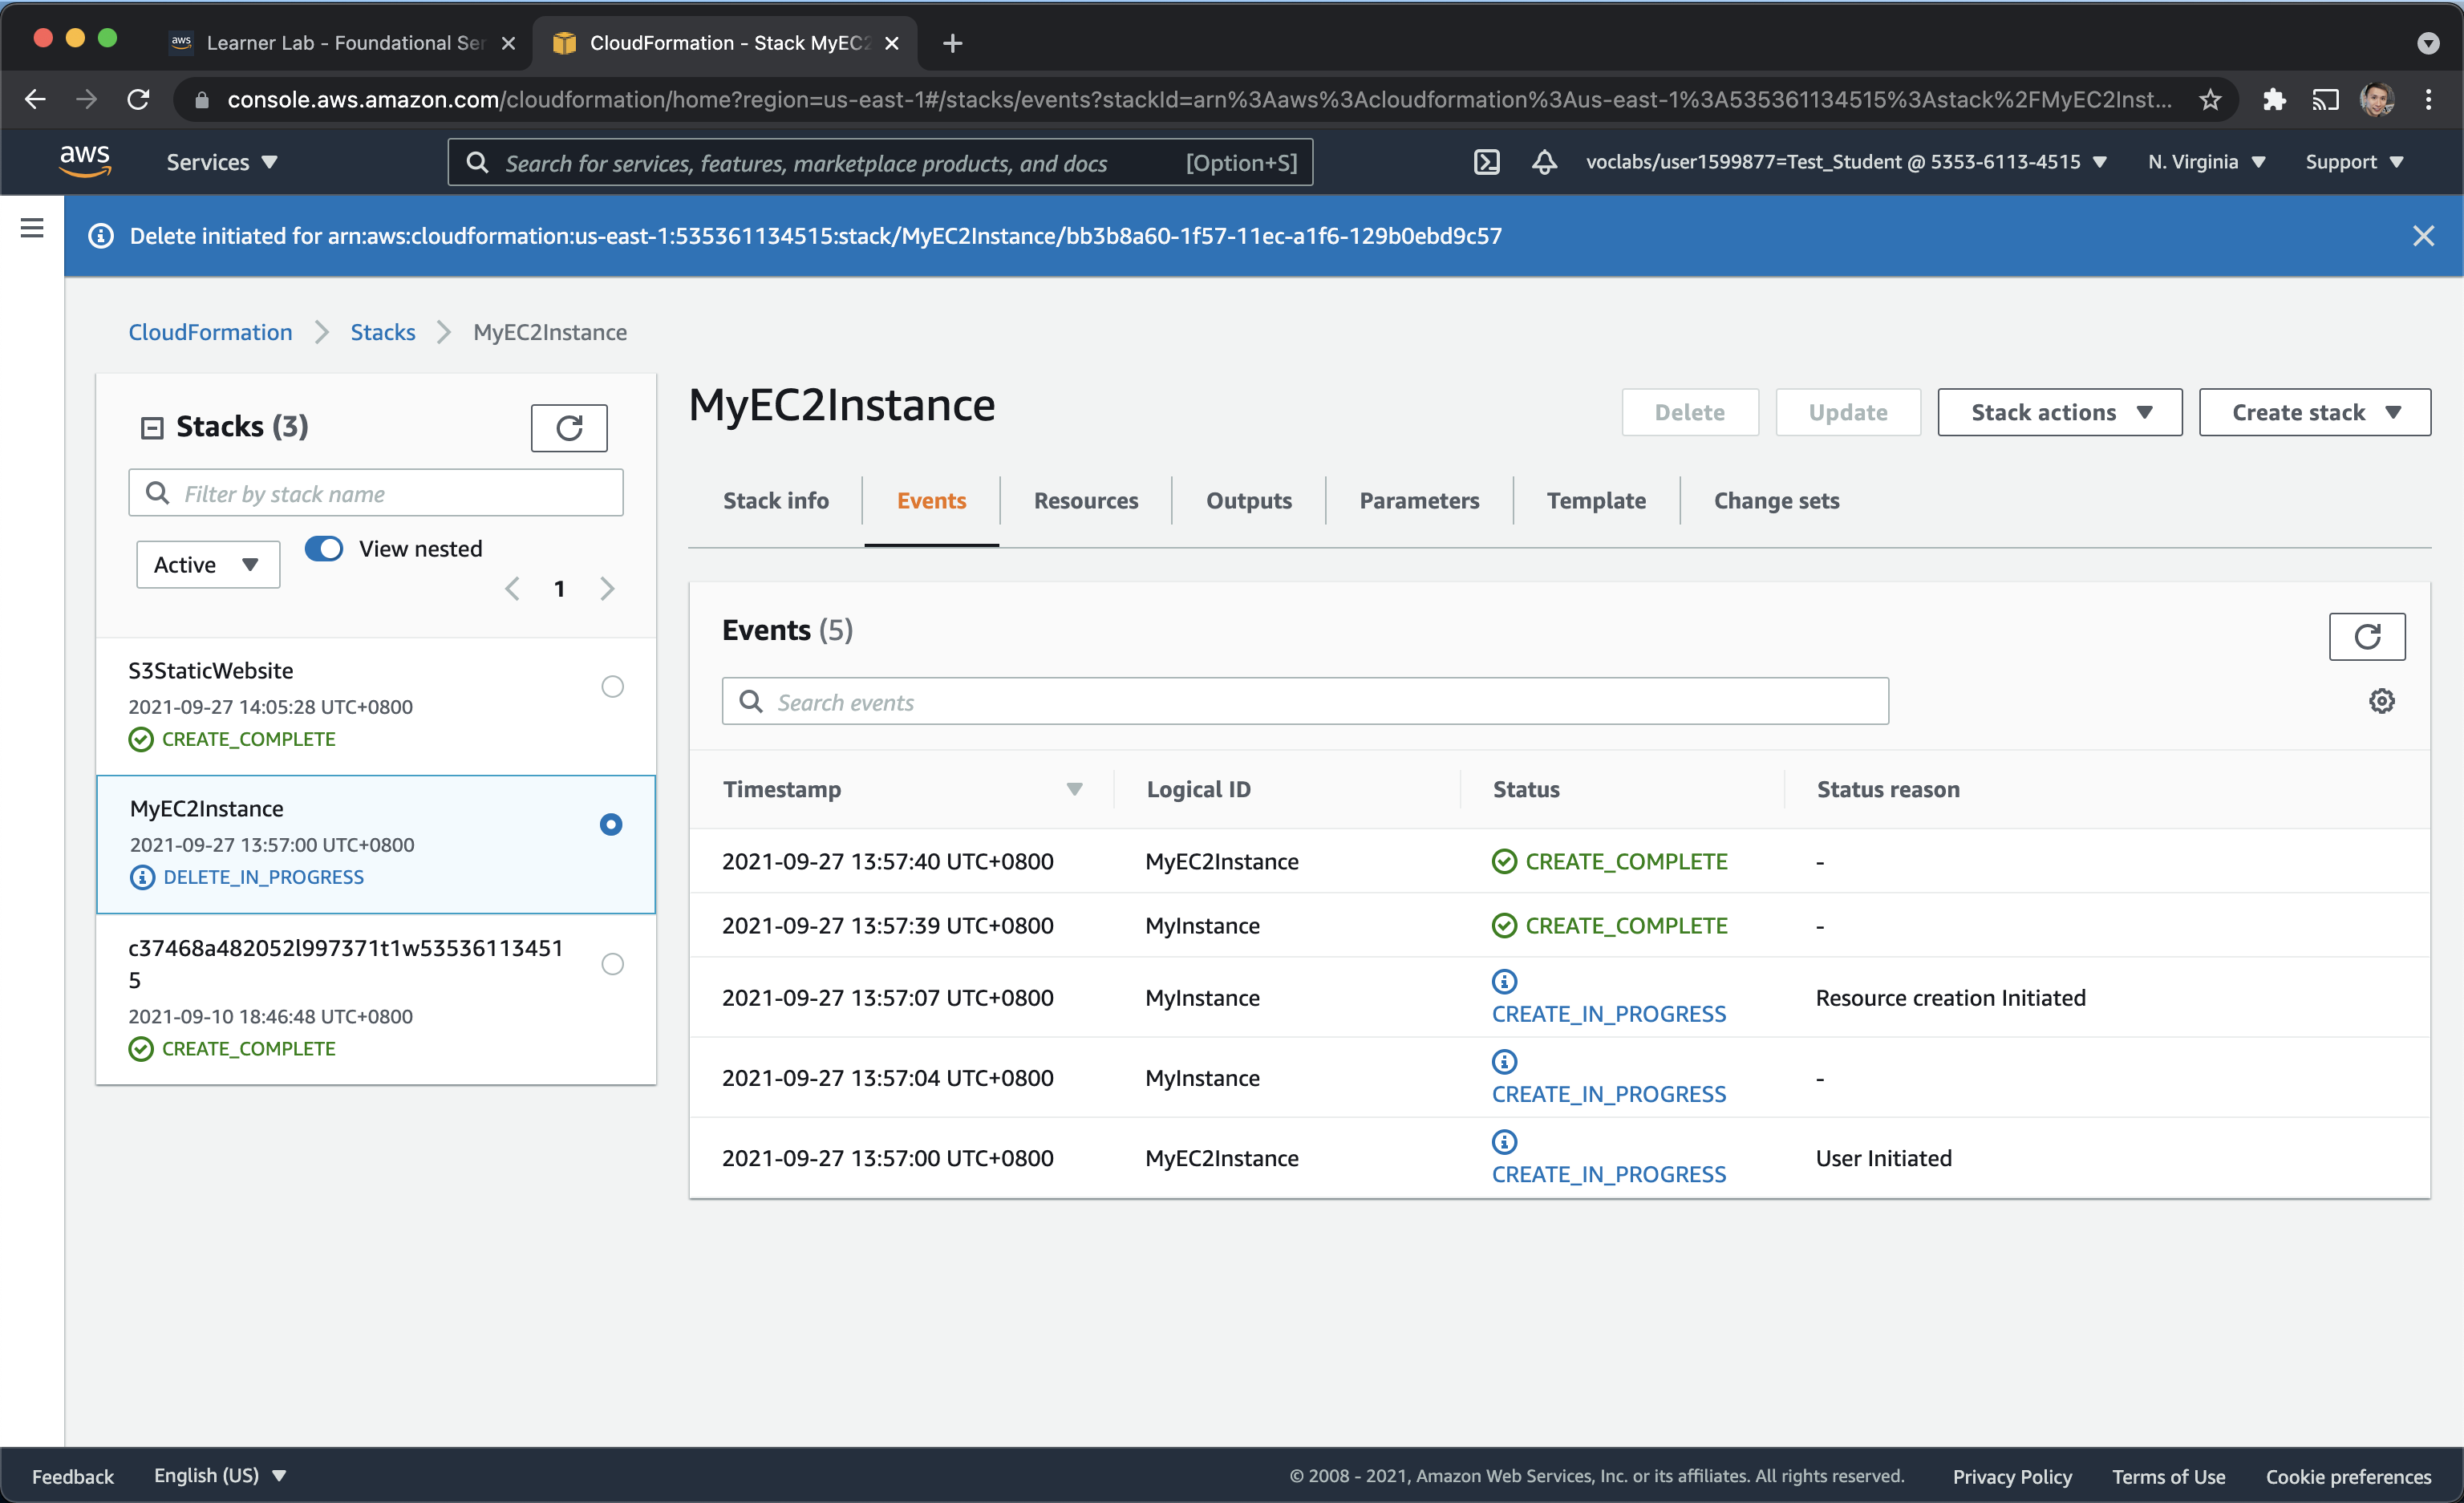 aws Learner Lab - Foundational Ser
CloudFormation - Stack MyEC2
console.aws.amazon.com/cloudformation/home?region=us-east-1#/stacks/events?stackId=arn%3Aaws%3Acloudformation%3Aus-east-1%3A535361134515%3Astack%2FMyEC2Inst...
aws
Services
Search for services, features, marketplace products, and docs [Option+S]
voclabs/user1599877=Test_Student @ 5353-6113-4515
N. Virginia
Support
Delete initiated for arn:aws:cloudformation:us-east-1:535361134515:stack/MyEC2Instance/bb3b8a60-1f57-11ec-a1f6-129b0ebd9c57
CloudFormation Stacks MyEC2Instance
Stacks (3)
Filter by stack name
Active
View nested
1
S3StaticWebsite
2021-09-27 14:05:28 UTC+0800
CREATE_COMPLETE
MyEC2Instance
2021-09-27 13:57:00 UTC+0800
DELETE_IN_PROGRESS
c37468a482052l997371t1w53536113451
5
2021-09-10 18:46:48 UTC+0800
CREATE_COMPLETE
MyEC2Instance
Delete Update Stack actions Create stack
Stack info Events Resources Outputs Parameters Template Change sets
Events (5)
Search events
Timestamp Logical ID Status Status reason
2021-09-27 13:57:40 UTC+0800 MyEC2Instance CREATE_COMPLETE -
2021-09-27 13:57:39 UTC+0800 MyInstance CREATE_COMPLETE -
2021-09-27 13:57:07 UTC+0800 MyInstance CREATE_IN_PROGRESS Resource creation Initiated
2021-09-27 13:57:04 UTC+0800 MyInstance CREATE_IN_PROGRESS -
2021-09-27 13:57:00 UTC+0800 MyEC2Instance CREATE_IN_PROGRESS User Initiated
Feedback English (US) © 2008 - 2021, Amazon Web Services, Inc. or its affiliates. All rights reserved. Privacy Policy Terms of Use Cookie preferences